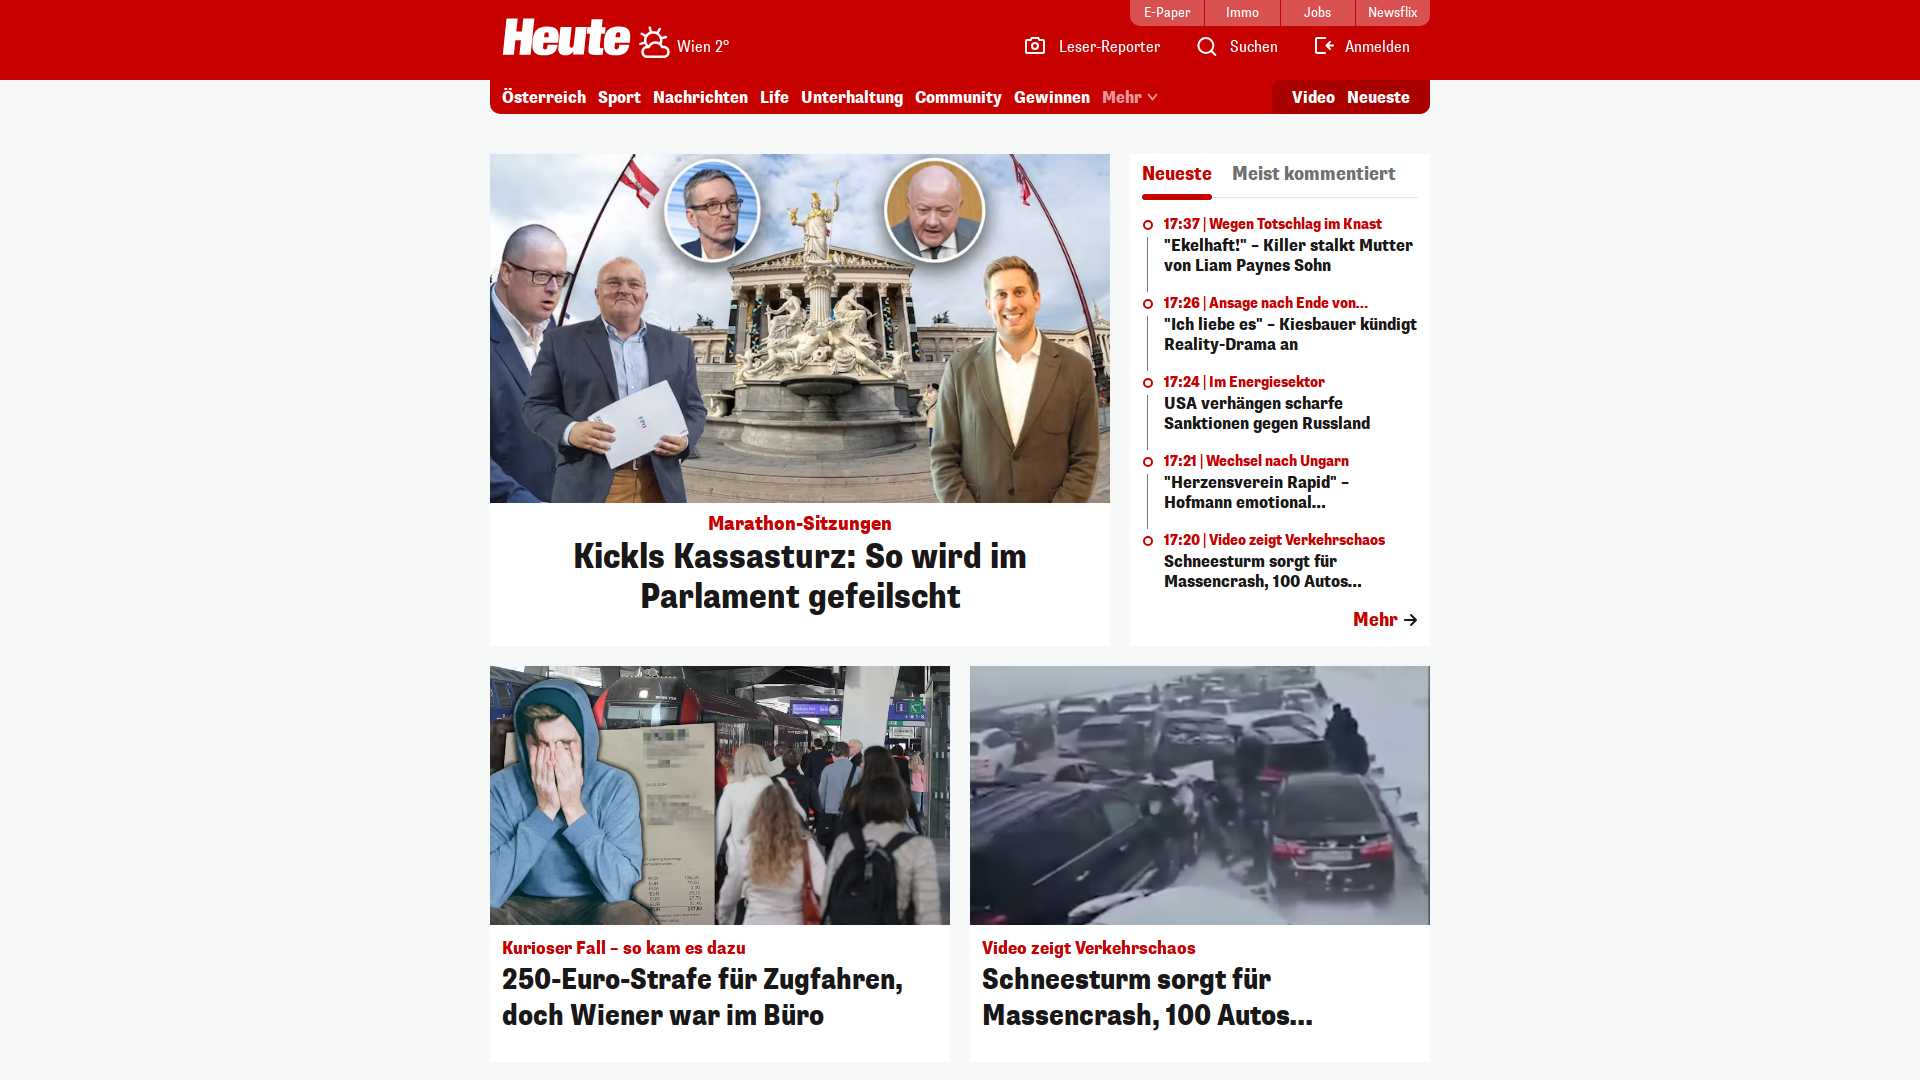 E-Paper
Immo
Jobs
Newsflix
Heute
Wien 2°
Leser-Reporter
Suchen
Anmelden
Österreich Sport Nachrichten Life Unterhaltung Community Gewinnen Mehr
Video Neueste
Neueste
Meist kommentiert
17:37 | Wegen Totschlag im Knast
"Ekelhaft!" – Killer stalkt Mutter
von Liam Paynes Sohn
17:26 | Ansage nach Ende von...
"Ich liebe es" – Kiesbauer kündigt
Reality-Drama an
17:24 | Im Energiesektor
USA verhängen scharfe
Sanktionen gegen Russland
17:21 | Wechsel nach Ungarn
"Herzensverein Rapid" –
Hofmann emotional...
17:20 | Video zeigt Verkehrschaos
Schneesturm sorgt für
Massencrash, 100 Autos...
Mehr
Marathon-Sitzungen
Kickls Kassasturz: So wird im
Parlament gefeilscht
Kurioser Fall – so kam es dazu
250-Euro-Strafe für Zugfahren,
doch Wiener war im Büro
Video zeigt Verkehrschaos
Schneesturm sorgt für
Massencrash, 100 Autos...